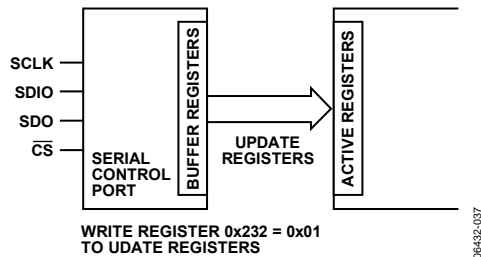 SCLK
SDIO
SDO
CS
SERIAL
CONTROL
PORT
BUFFER REGISTERS
UPDATE
REGISTERS
ACTIVE REGISTERS
WRITE REGISTER 0x232 = 0x01
TO UDATE REGISTERS
06432-037